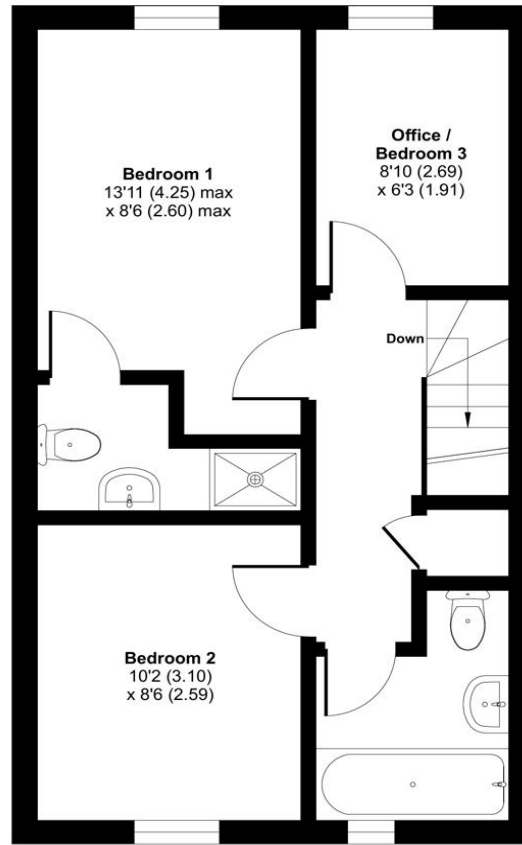 Bedroom 1
13'11 (4.25) max
x 8'6 (2.60) max
Office /
Bedroom 3
8'10 (2.69)
x 6'3 (1.91)
Down
Bedroom 2
10'2 (3.10)
x 8'6 (2.59)